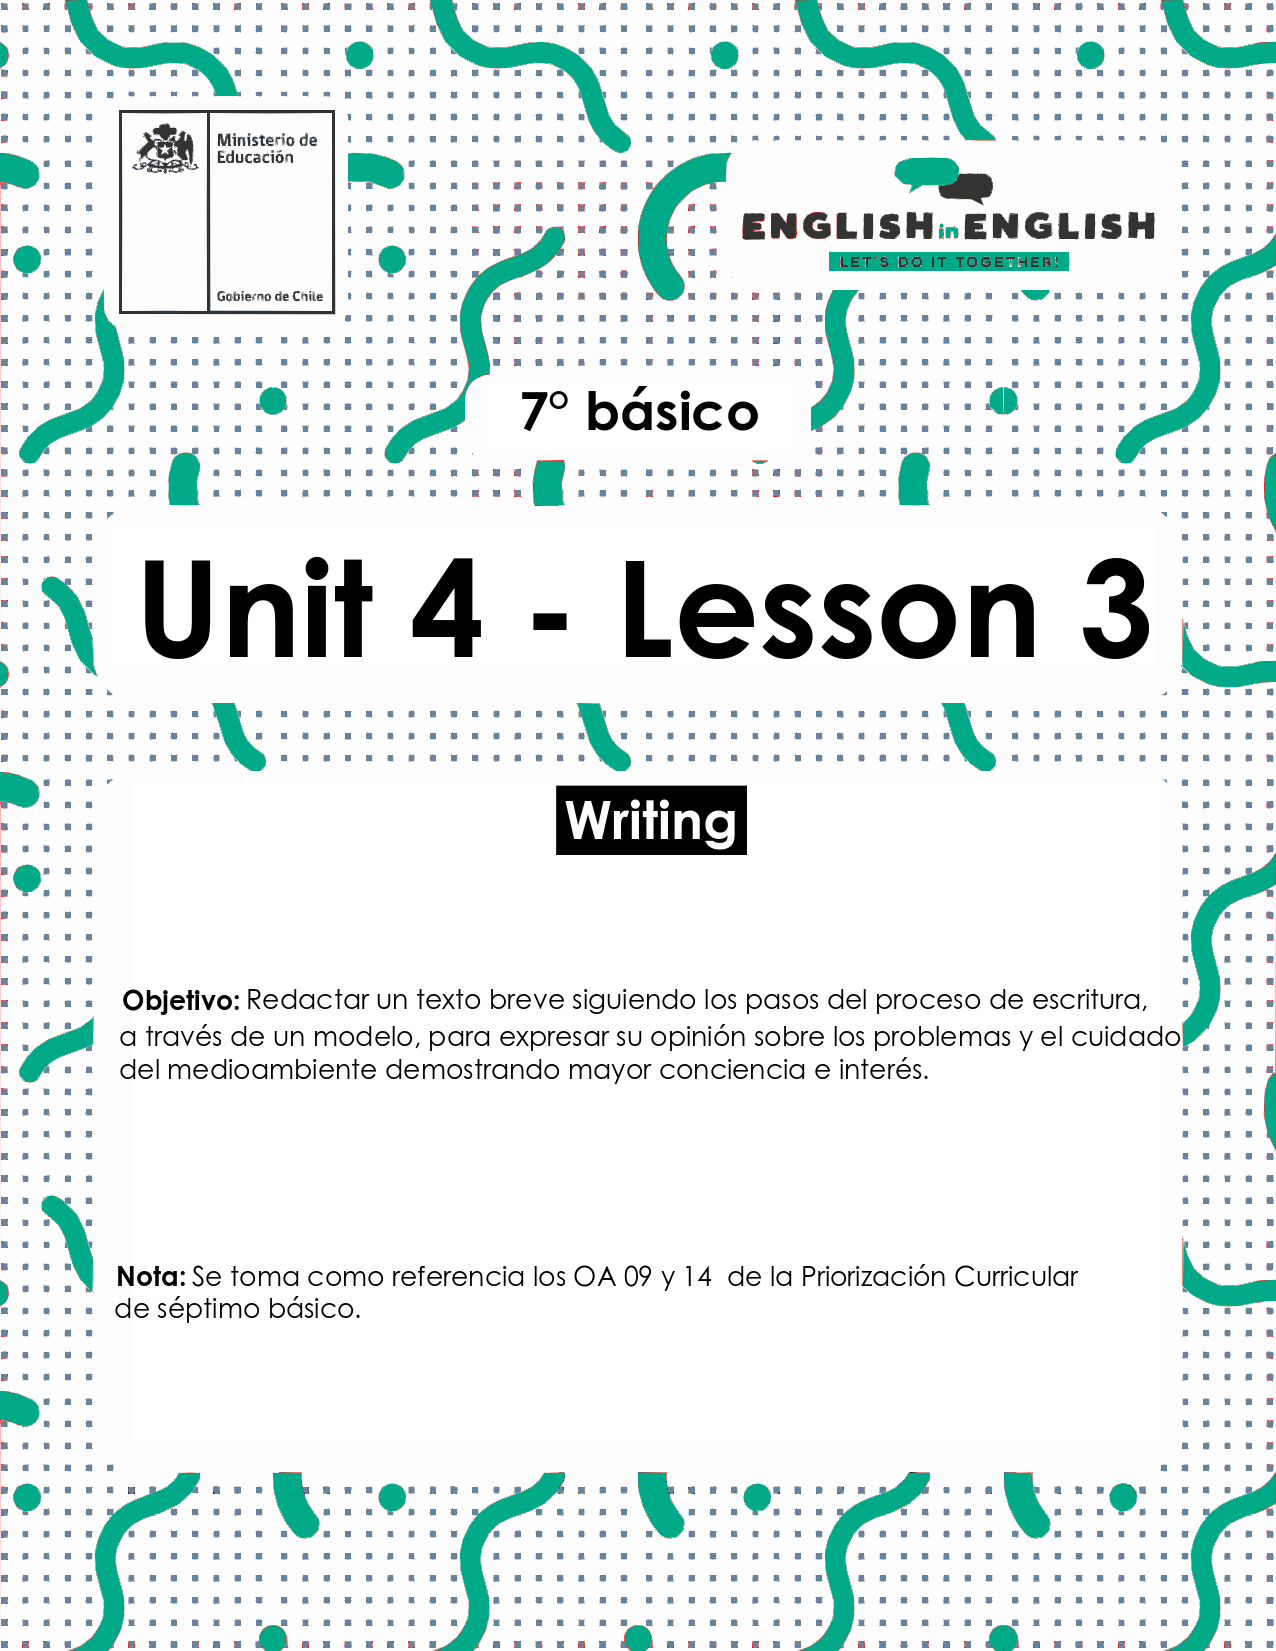 Ministerio de
Educación
Gobierno de Chile
ENGLISH in ENGLISH
LET'S DO IT TOGETHER!
7° básico
Unit 4 - Lesson 3
Writing
Objetivo: Redactar un texto breve siguiendo los pasos del proceso de escritura,
a través de un modelo, para expresar su opinión sobre los problemas y el cuidado
del medioambiente demostrando mayor conciencia e interés.
Nota: Se toma como referencia los OA 09 y 14 de la Priorización Curricular
de séptimo básico.